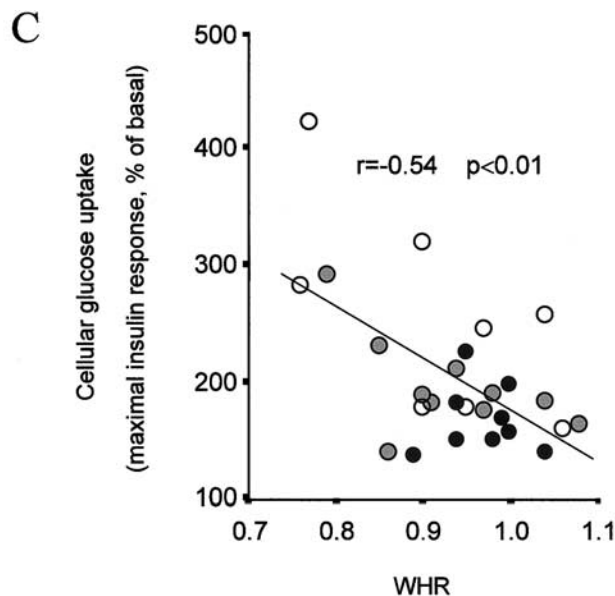 C
Cellular glucose uptake
(maximal insulin response, % of basal)
500
400
300
200
100
r=-0.54 p<0.01
0.7 0.8 0.9 1.0 1.1
WHR